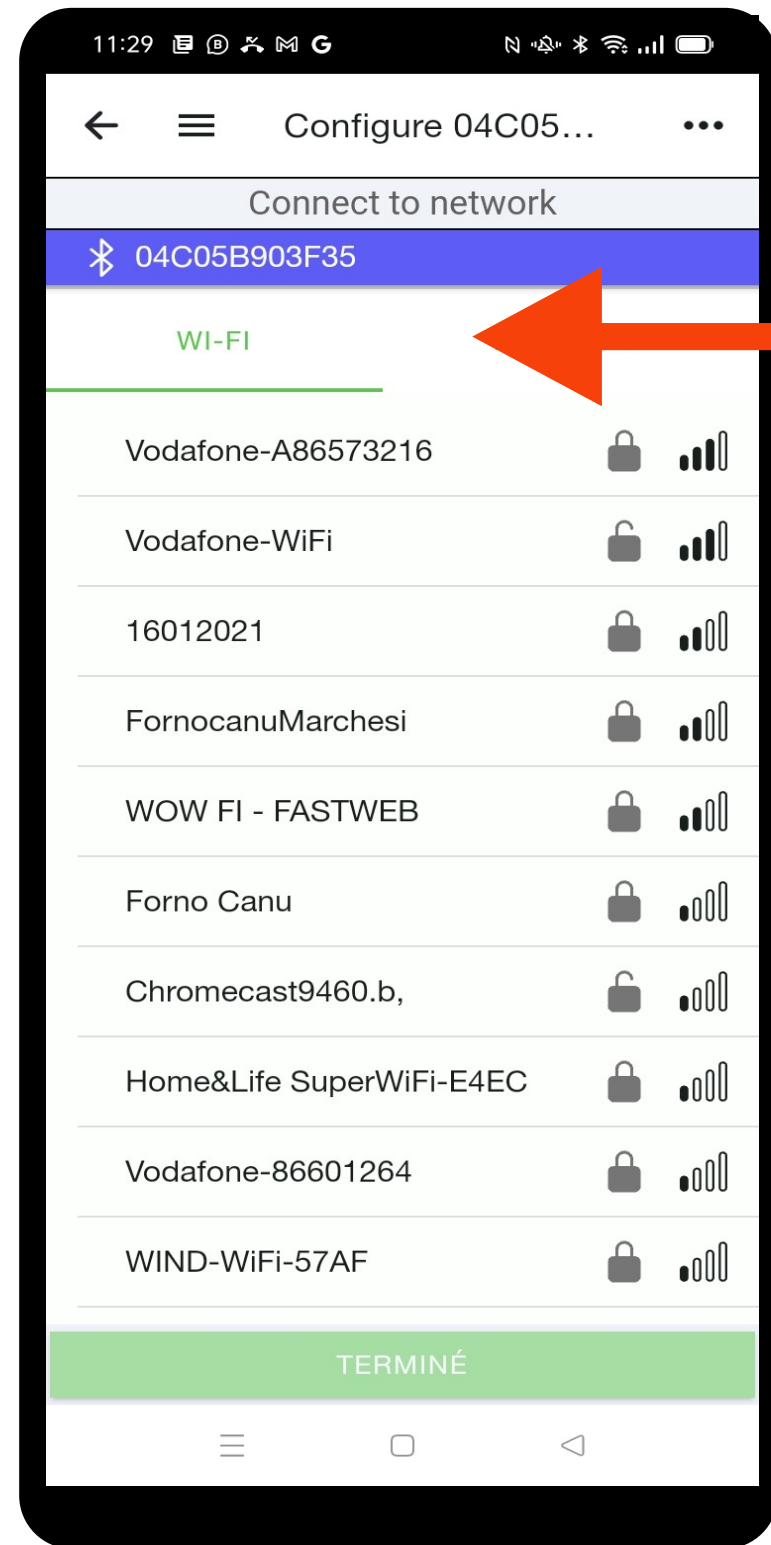 11:29
Configure 04C05...
Connect to network
04C05B903F35
WI-FI
Vodafone-A86573216
Vodafone-WiFi
16012021
FornocanuMarchesi
WOW FI - FASTWEB
Forno Canu
Chromecast9460.b,
Home&Life SuperWiFi-E4EC
Vodafone-86601264
WIND-WiFi-57AF
TERMINÉ